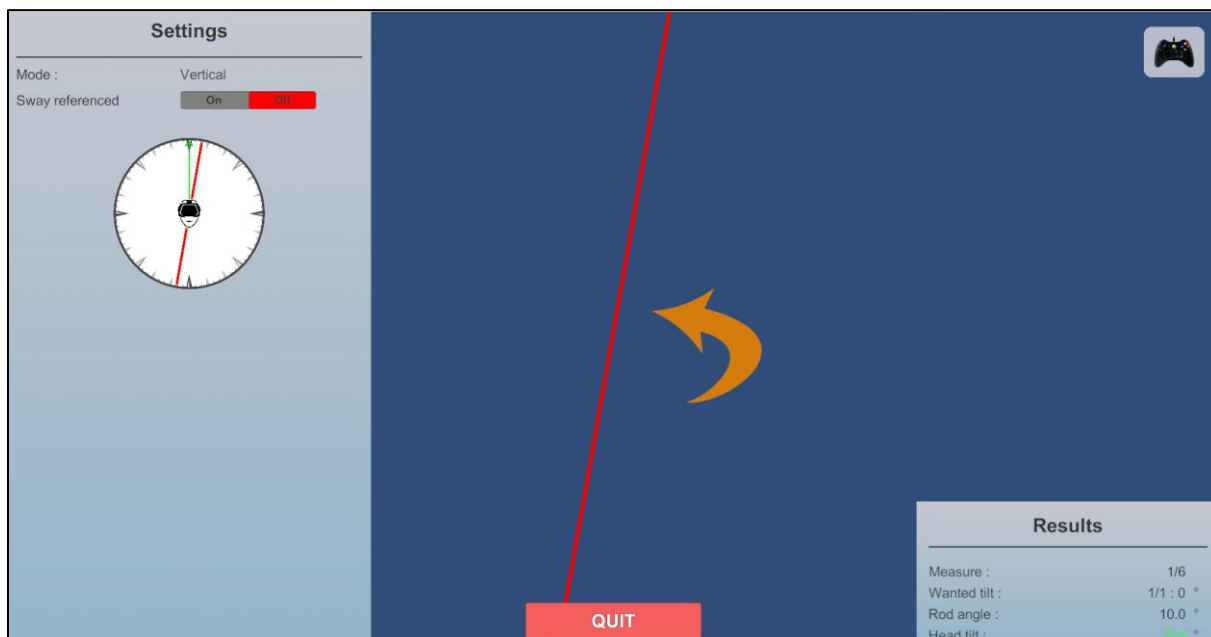 Settings
Mode : Vertical
Sway referenced On Off
QUIT
Results
Measure : 1/6
Wanted tilt : 1/1 : 0 °
Rod angle : 10.0 °
Head tilt : °